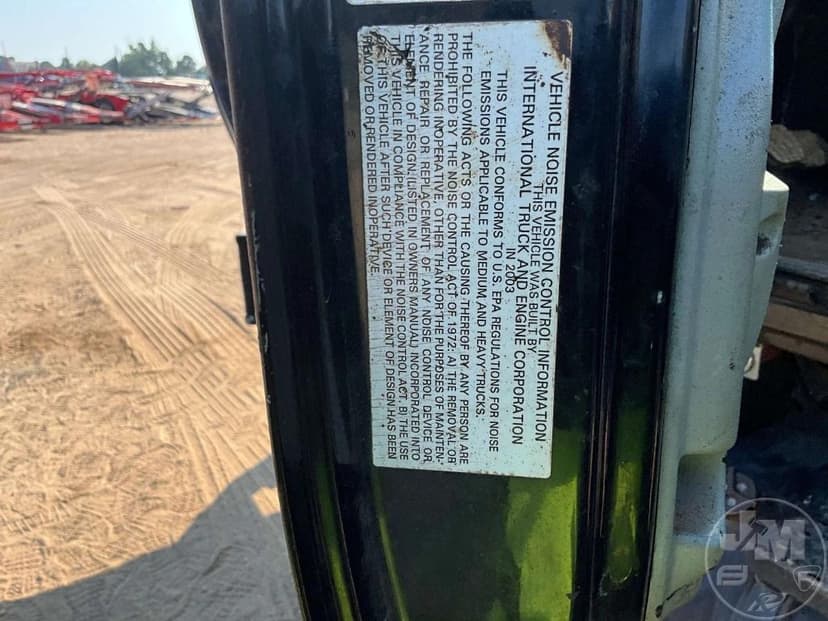 VEHICLE NOISE EMISSION CONTROL INFORMATION
THIS VEHICLE WAS BUILT BY
INTERNATIONAL TRUCK AND ENGINE CORPORATION
IN 2003
THIS VEHICLE CONFORMS TO U.S. EPA REGULATIONS FOR NOISE
EMISSIONS APPLICABLE TO MEDIUM AND HEAVY TRUCKS.
THE FOLLOWING ACTS OR THE CAUSING THEREOF BY ANY PERSON ARE
PROHIBITED BY THE NOISE CONTROL ACT OF 1972: A) THE REMOVAL OR
RENDERING INOPERATIVE, OTHER THAN FOR THE PURPOSES OF MAINTEN-
TANCE REPAIR, OR REPLACEMENT, OF ANY NOISE CONTROL DEVICE OR
ELEMENT OF DESIGN (LISTED IN OWNERS MANUAL) INCORPORATED INTO
THIS VEHICLE IN COMPLIANCE WITH THE NOISE CONTROL ACT. B) THE USE
OF THIS VEHICLE AFTER SUCH DEVICE OR ELEMENT OF DESIGN HAS BEEN
REMOVED OR RENDERED INOPERATIVE.
JM